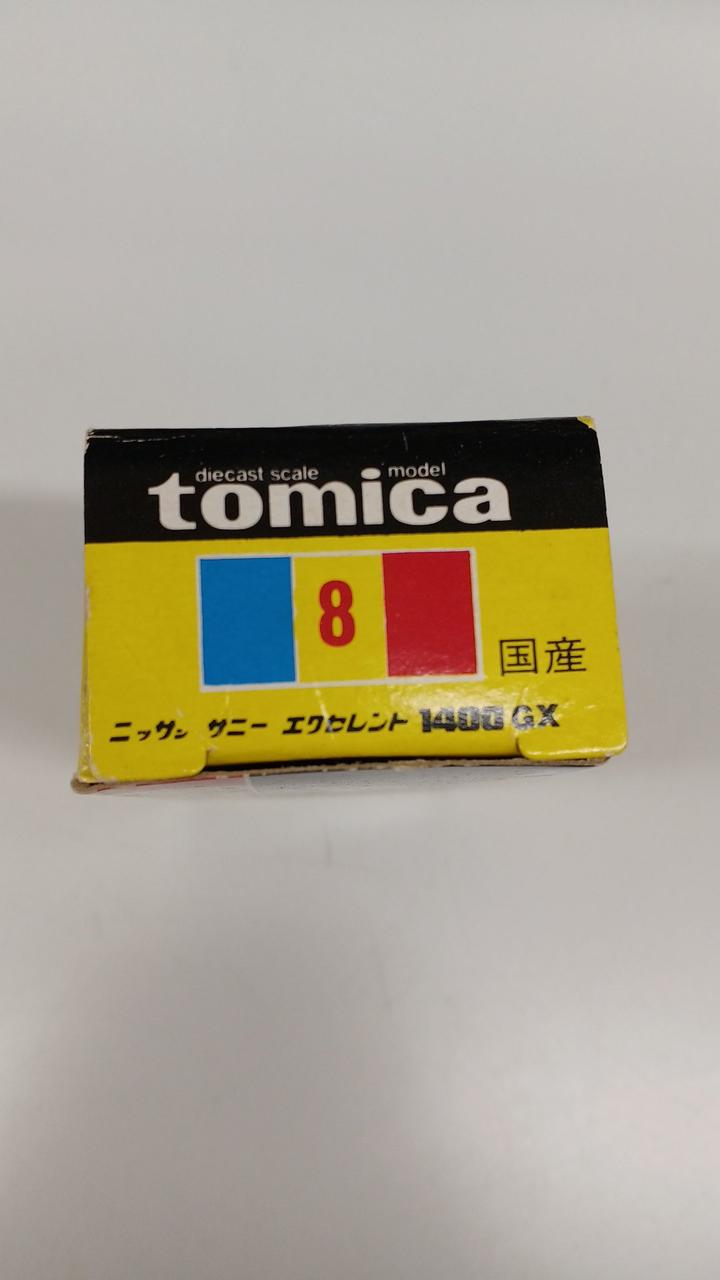 diecast scale model
tomica
8
国産
ニッサン サニー エクセレント 1400 GX